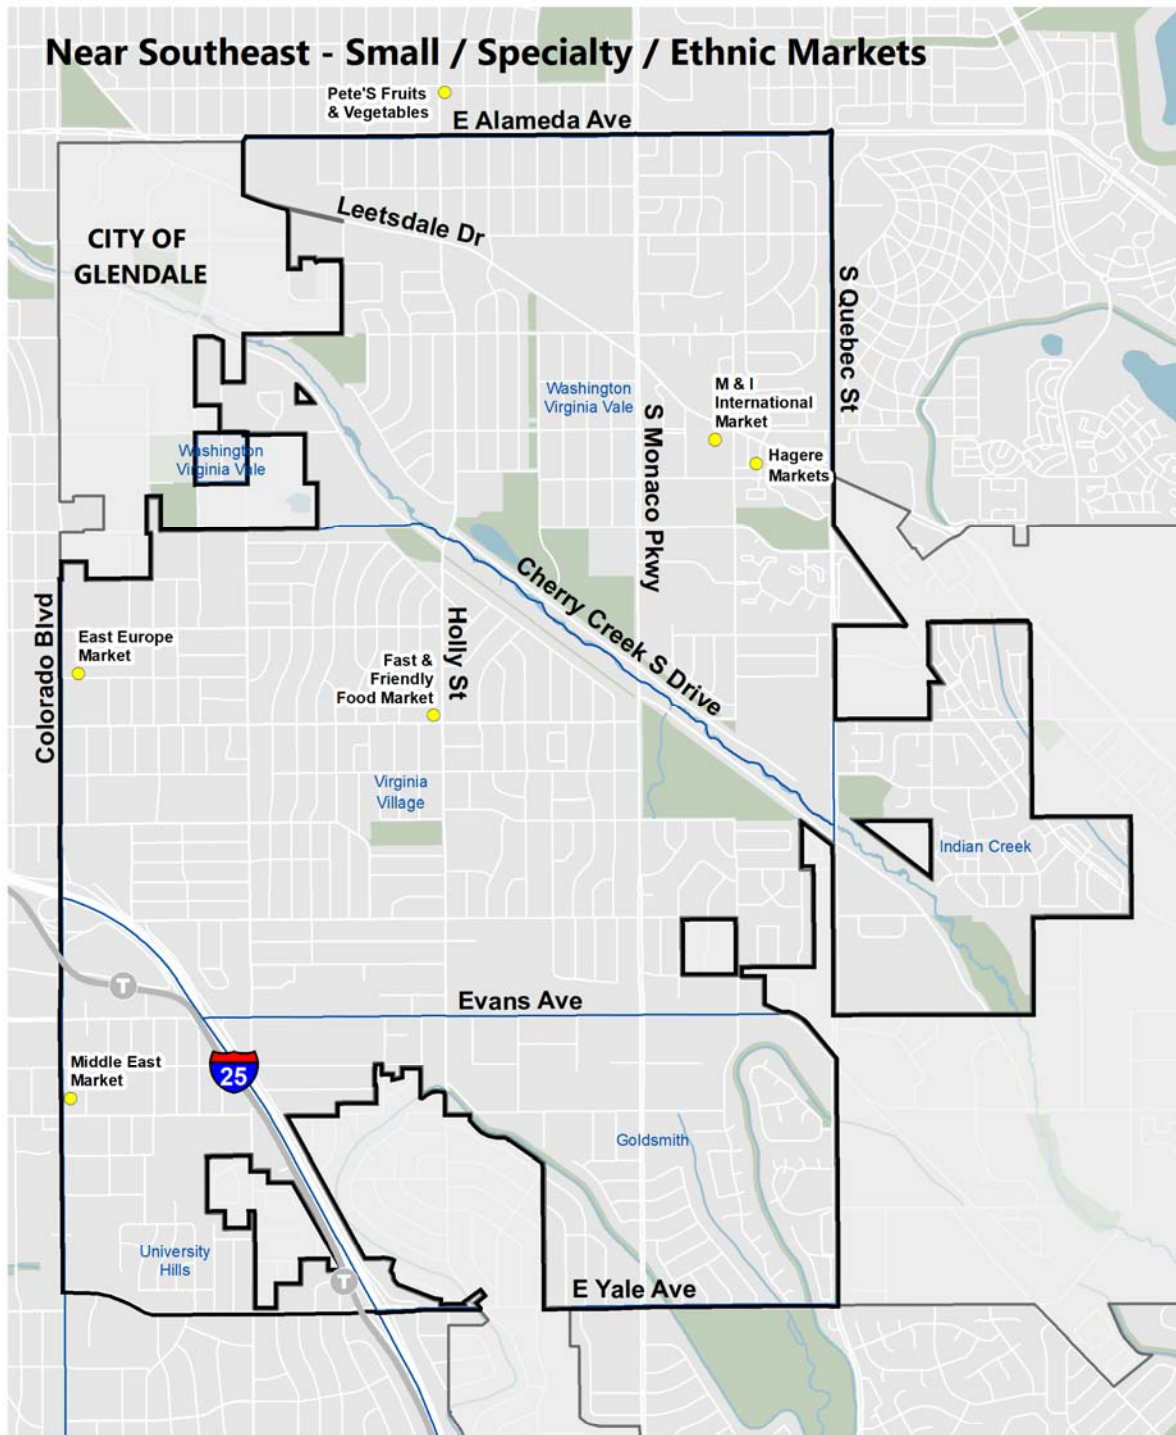 Near Southeast - Small / Specialty / Ethnic Markets
Pete'S Fruits
& Vegetables
E Alameda Ave
Leetsdale Dr
CITY OF
GLENDALE
S Quebec St
Washington
Virginia Vale
S Monaco Pkwy
M & I
International
Market
Hagere
Markets
Washington
Virginia Vale
Cherry Creek S Drive
Colorado Blvd
East Europe
Market
Holly St
Fast &
Friendly
Food Market
Virginia
Village
Indian Creek
T
Evans Ave
Middle East
Market
25
Goldsmith
University
Hills
T
E Yale Ave